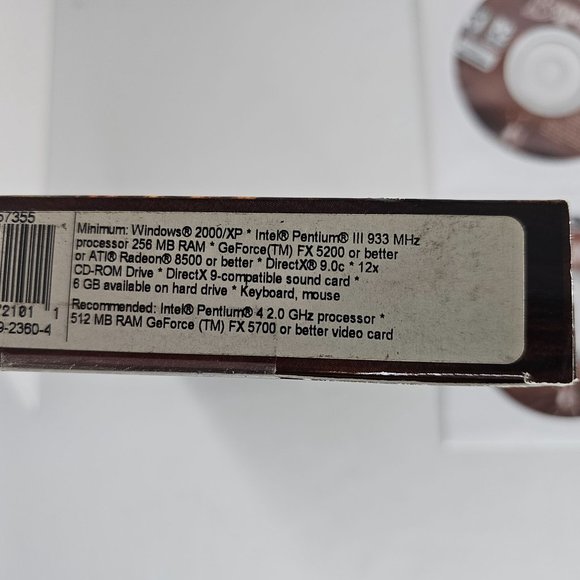 57355
2101 1
9-2360-4
Minimum: Windows® 2000/XP * Intel® Pentium® III 933 MHz
processor 256 MB RAM * GeForce(TM) FX 5200 or better
or ATI® Radeon® 8500 or better * DirectX® 9.0c * 12x
CD-ROM Drive * DirectX 9-compatible sound card *
6 GB available on hard drive * Keyboard, mouse
Recommended: Intel® Pentium® 4 2.0 GHz processor *
512 MB RAM GeForce (TM) FX 5700 or better video card